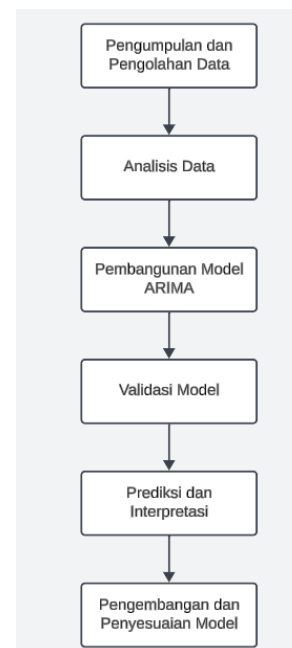 Pengumpulan dan
Pengolahan Data
Analisis Data
Pembangunan Model
ARIMA
Validasi Model
Prediksi dan
Interpretasi
Pengembangan dan
Penyesuaian Model